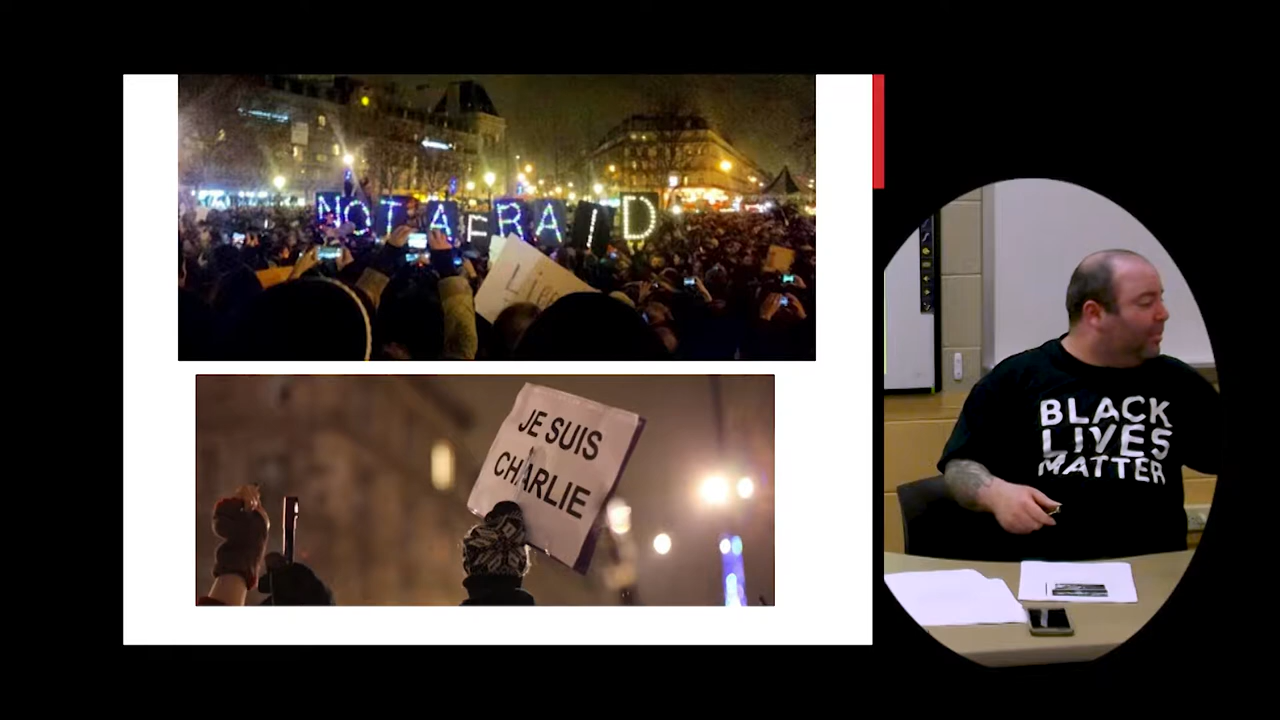 NOT AFRAID
JE SUIS
CHARLIE
BLACK
LIVES
MATTER